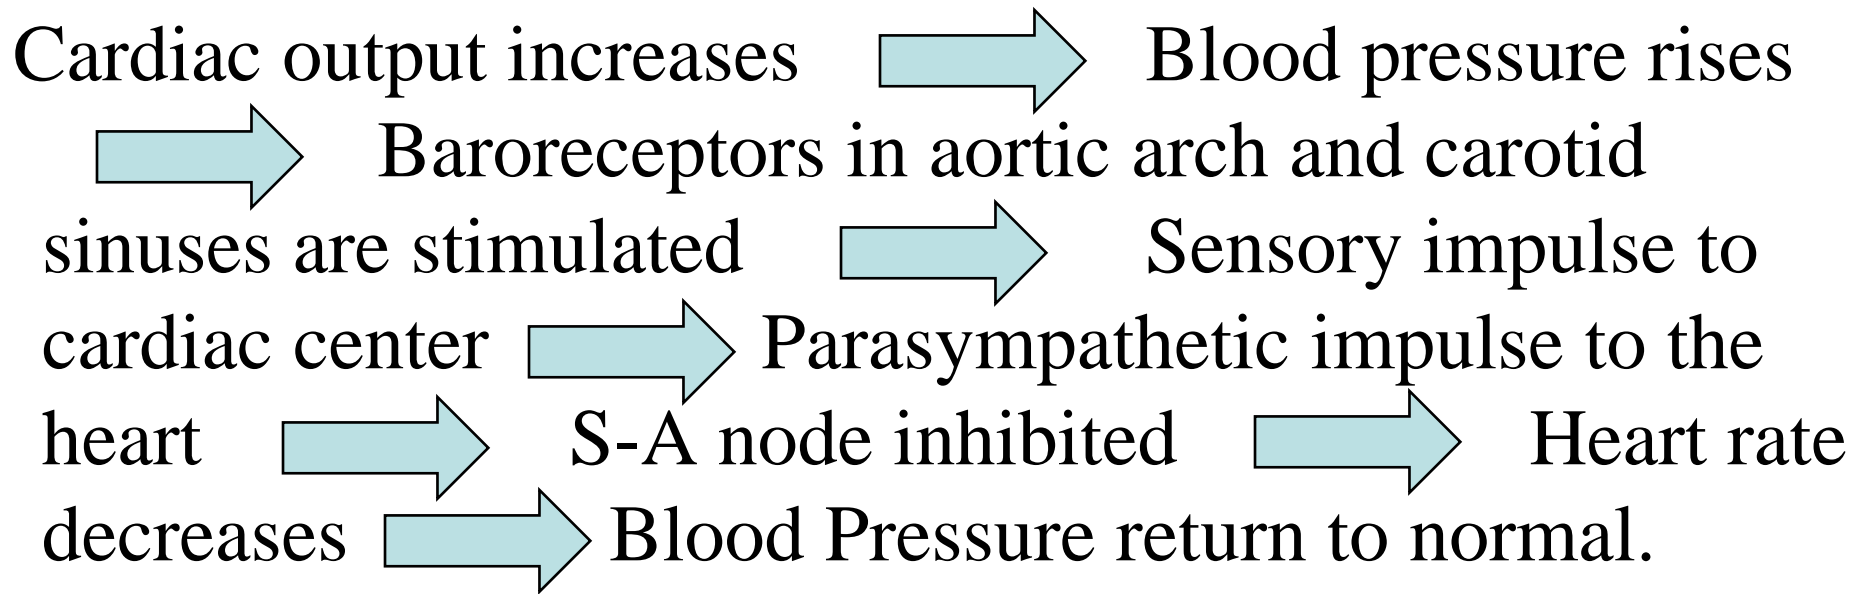 Cardiac output increases Blood pressure rises
Baroreceptors in aortic arch and carotid
sinuses are stimulated Sensory impulse to
cardiac center Parasympathetic impulse to the
heart S-A node inhibited Heart rate
decreases Blood Pressure return to normal.